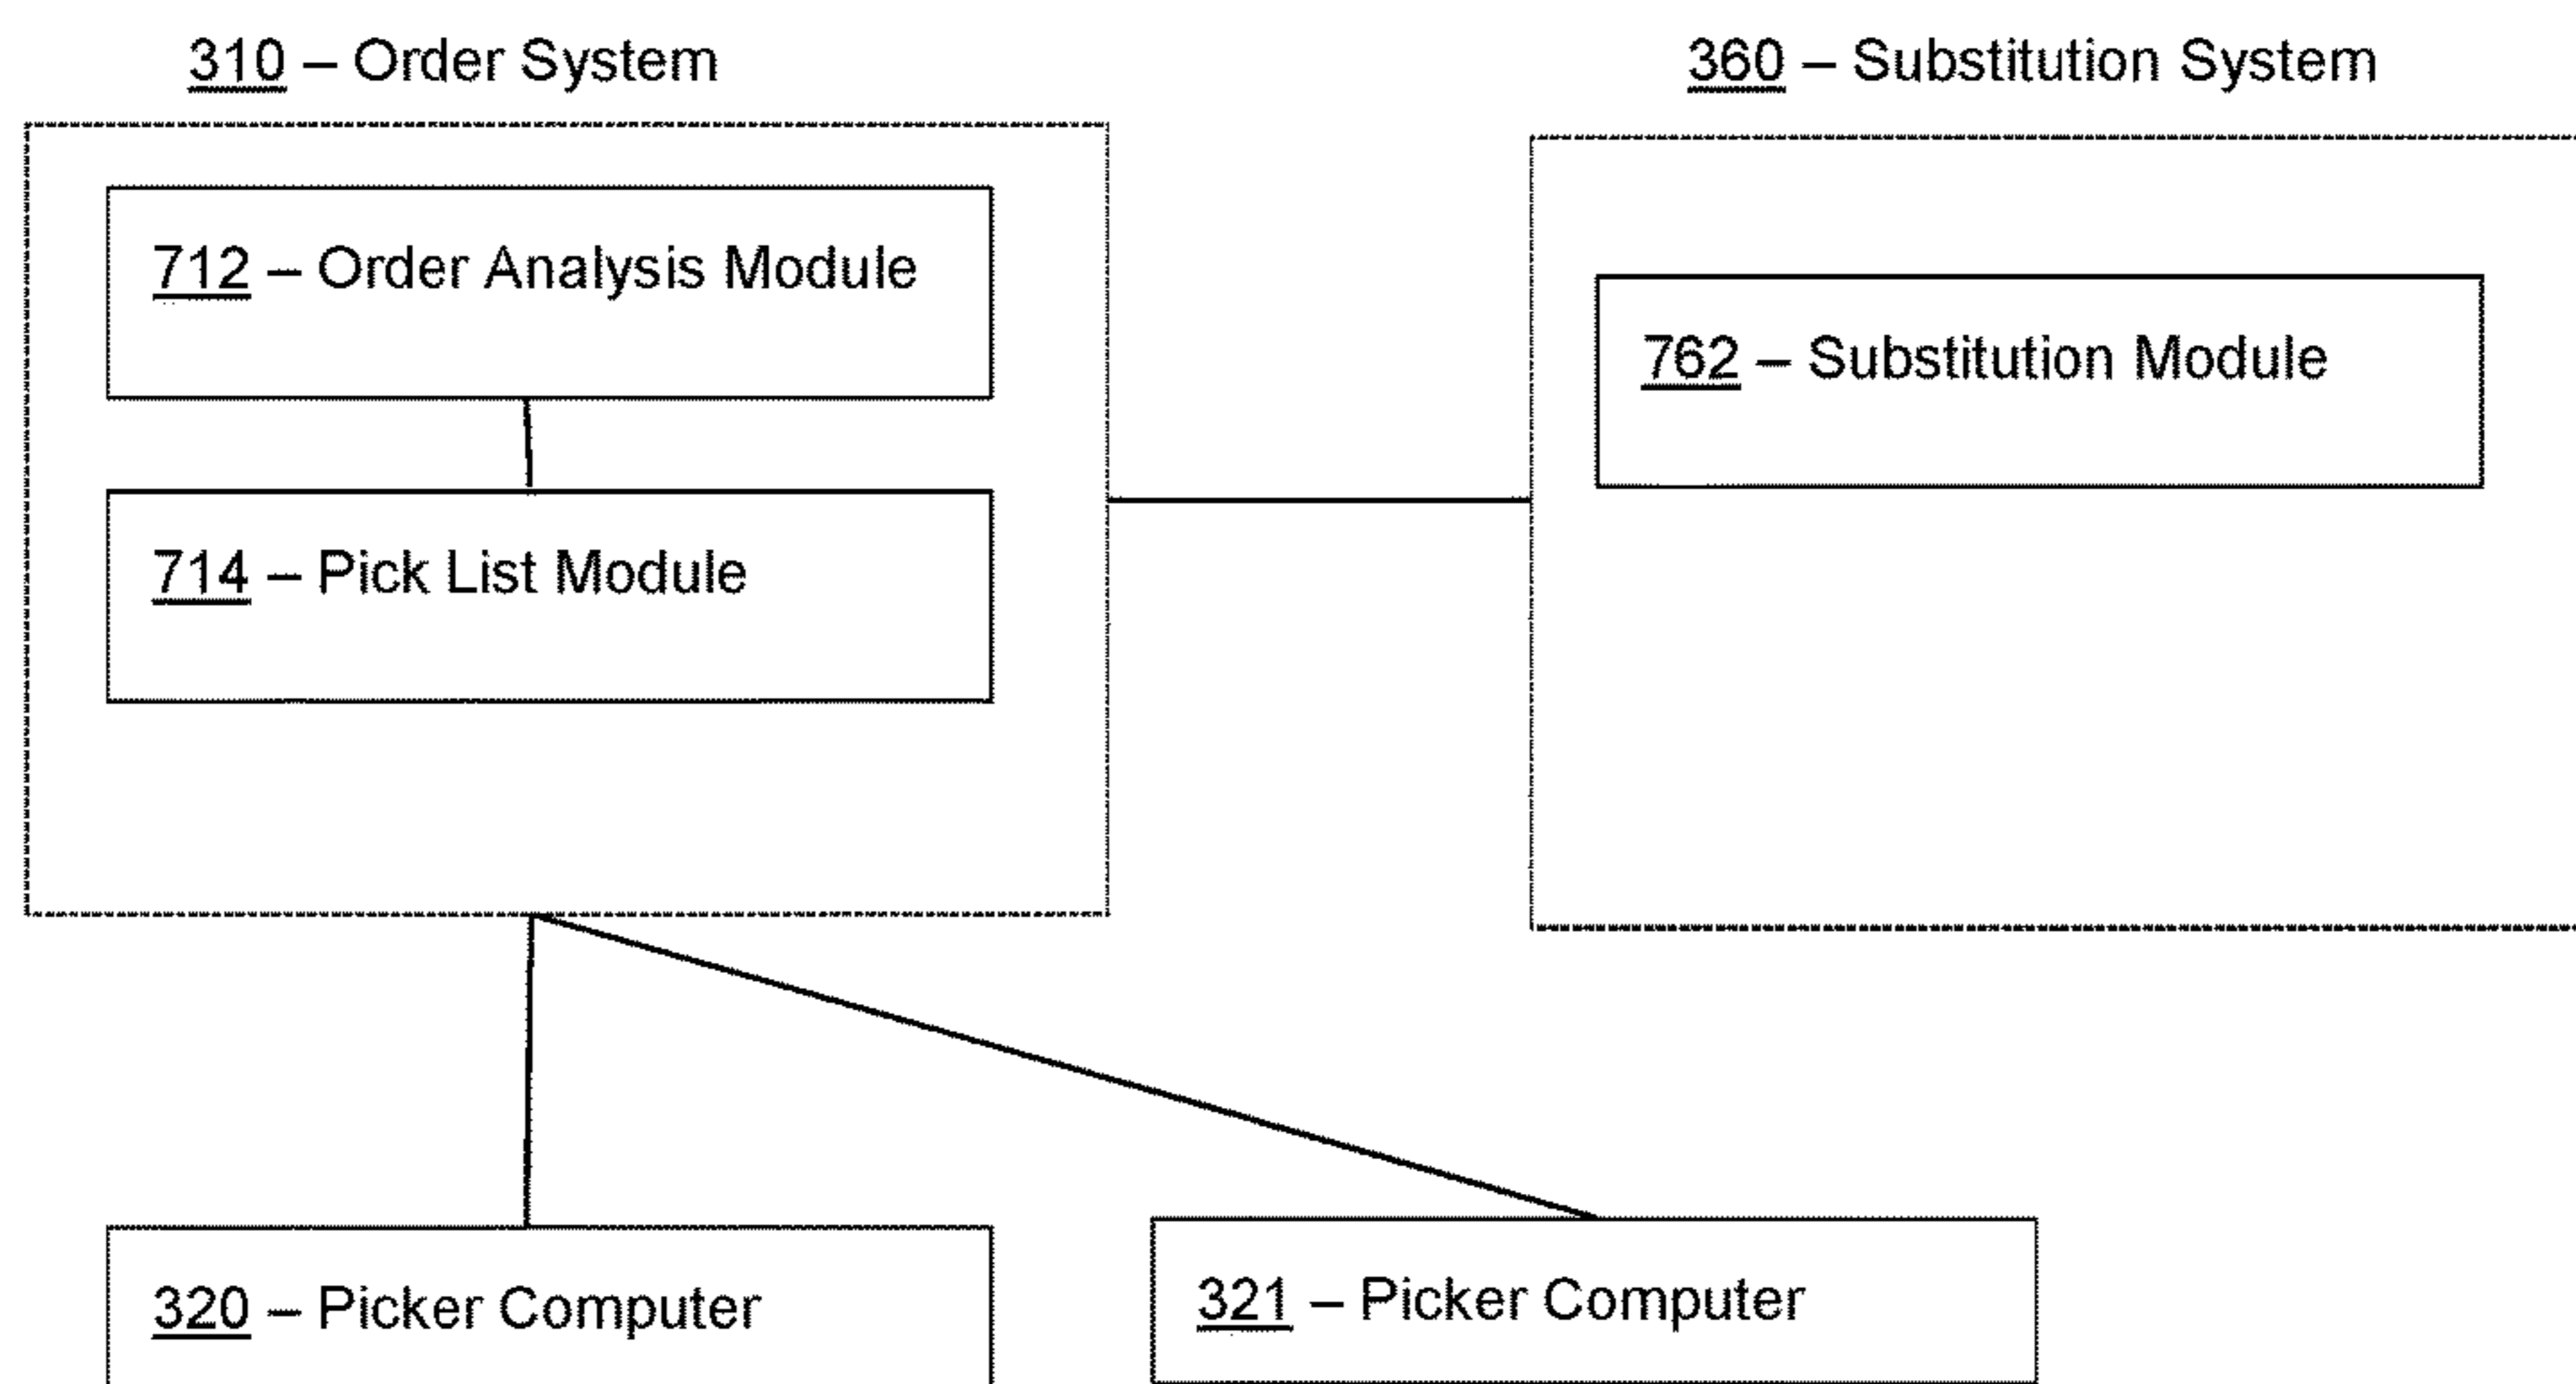 310 – Order System
360 – Substitution System
712 – Order Analysis Module
762 – Substitution Module
714 – Pick List Module
320 – Picker Computer
321 – Picker Computer